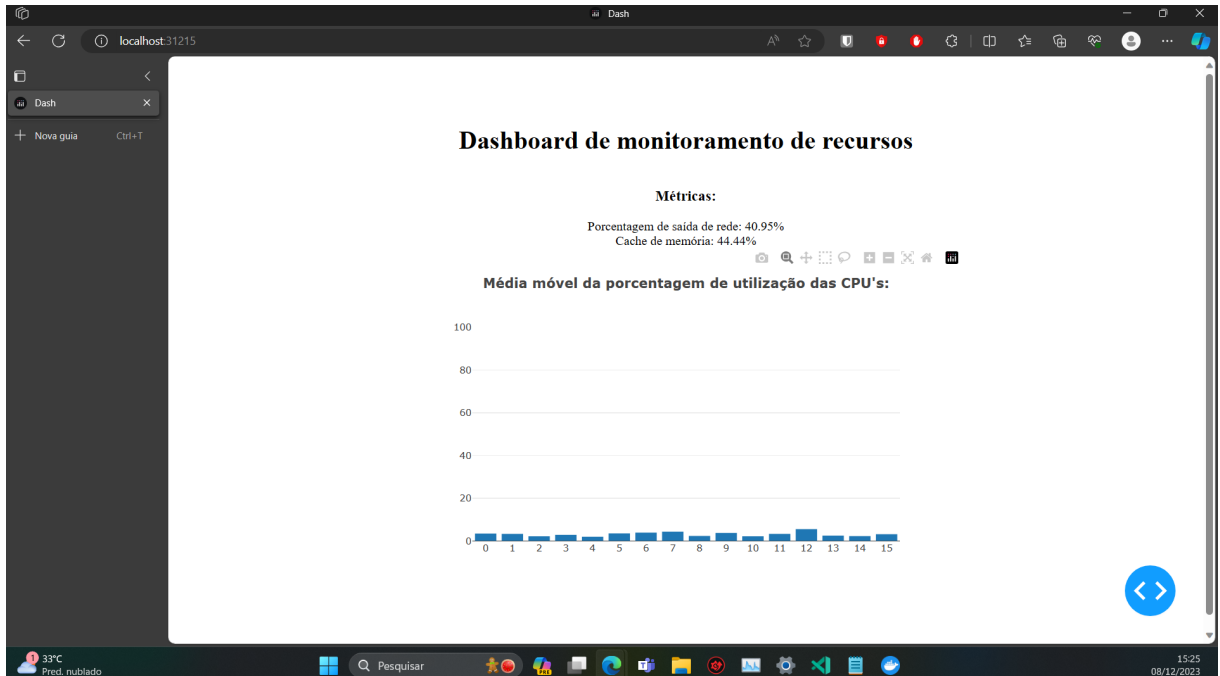 Dash
localhost:31215
Dash
Nova guia Ctrl+T
Dashboard de monitoramento de recursos
Métricas:
Porcentagem de saída de rede: 40.95%
Cache de memória: 44.44%
Média móvel da porcentagem de utilização das CPU's:
100
80
60
40
20
0
0 1 2 3 4 5 6 7 8 9 10 11 12 13 14 15
1
33°C
Pred. nublado
Pesquisar
15:25
08/12/2023